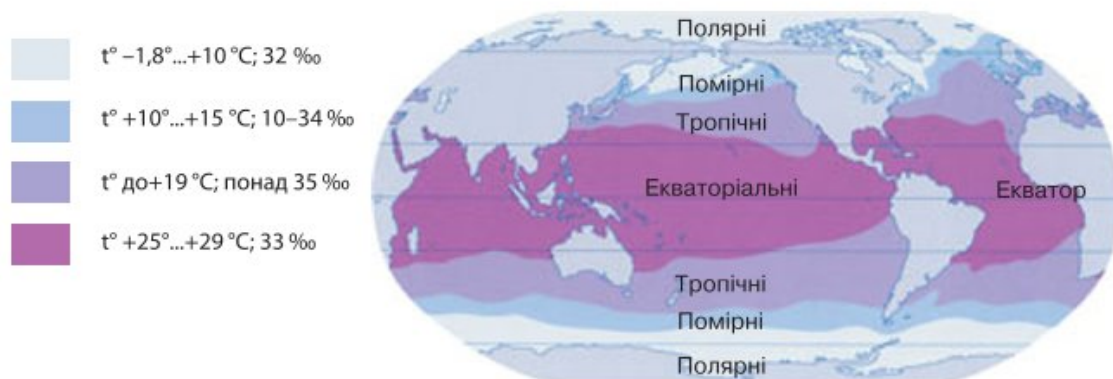 t° –1,8°...+10 °C; 32 ‰
t° +10°...+15 °C; 10–34 ‰
t° до+19 °C; понад 35 ‰
t° +25°...+29 °C; 33 ‰
Полярні
Помірні
Тропічні
Екваторіальні
Екватор
Тропічні
Помірні
Полярні